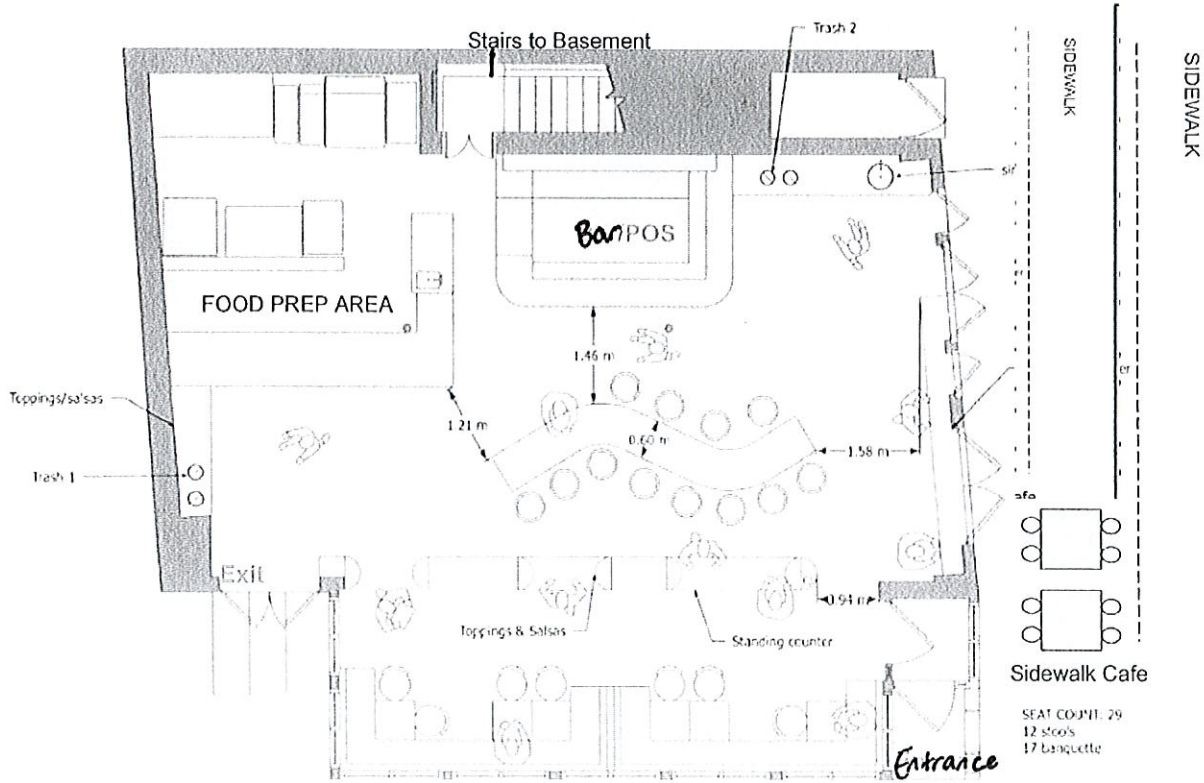 Stairs to Basement
Trash 2
SIDEWALK
SIDEWALK
Bar/POS
FOOD PREP AREA
1.46 m
Toppings/salsas
1.21 m
0.60 m
1.58 m
Trash 1
Exit
0.94 m
Toppings & Salsas
Standing counter
Sidewalk Cafe
SEAT COUNT: 29
12 stools
17 banquette
Entrance